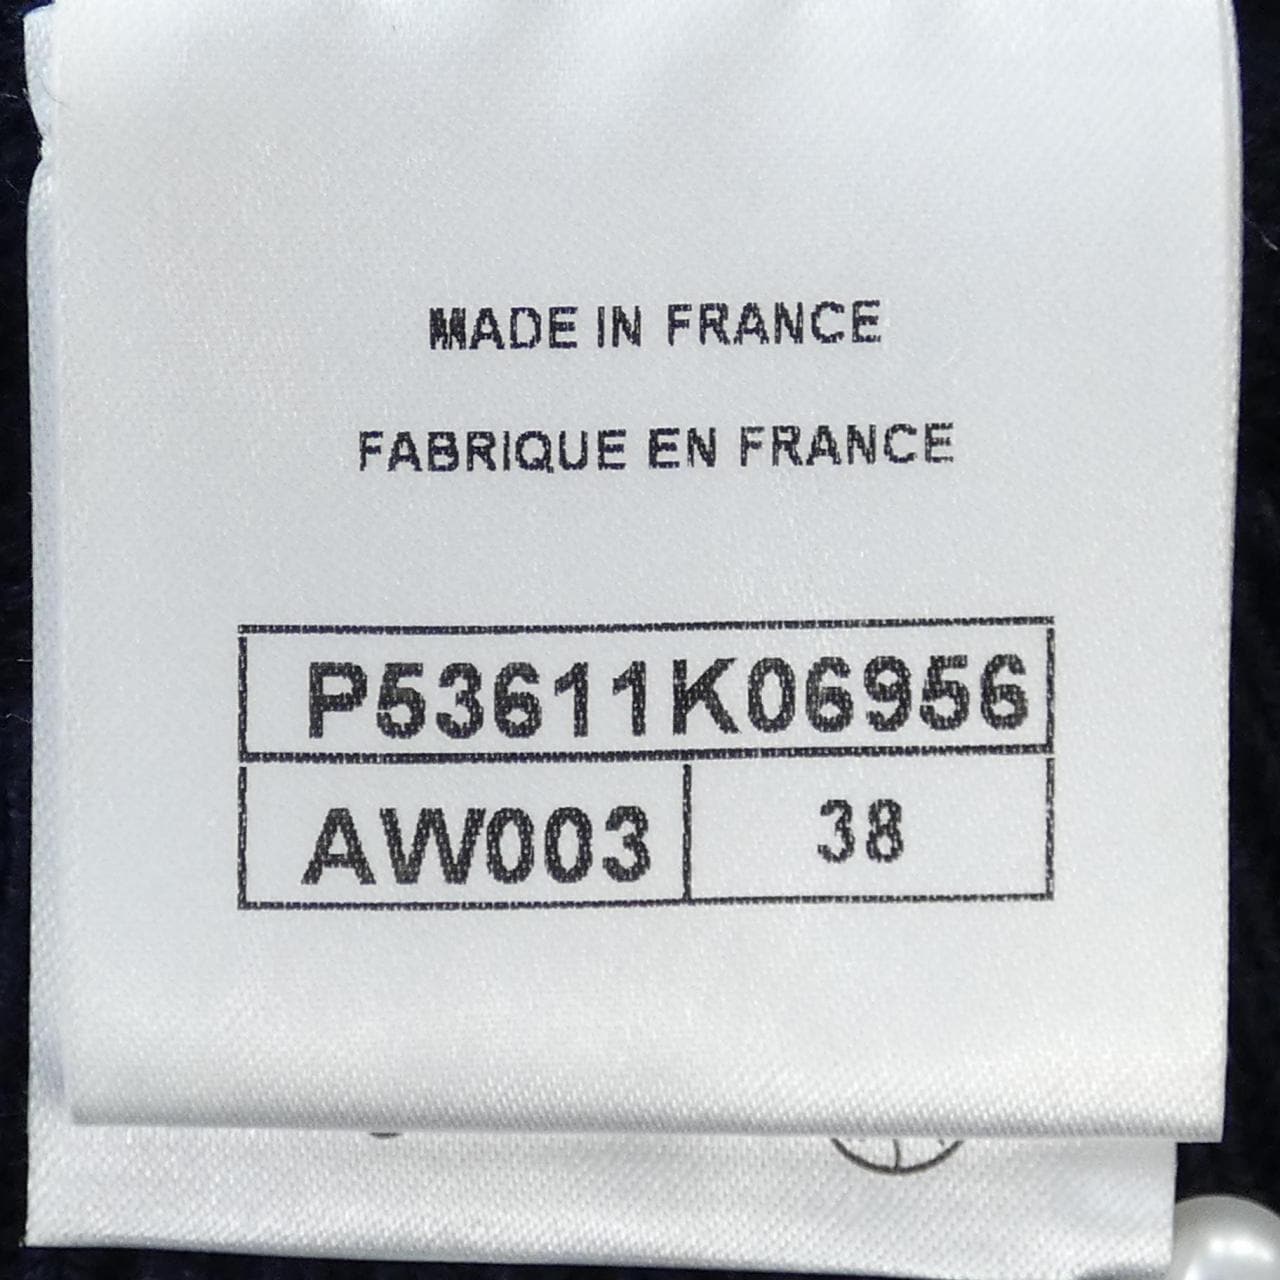 MADE IN FRANCE
FABRIQUE EN FRANCE
P53611K06956
AW003 38